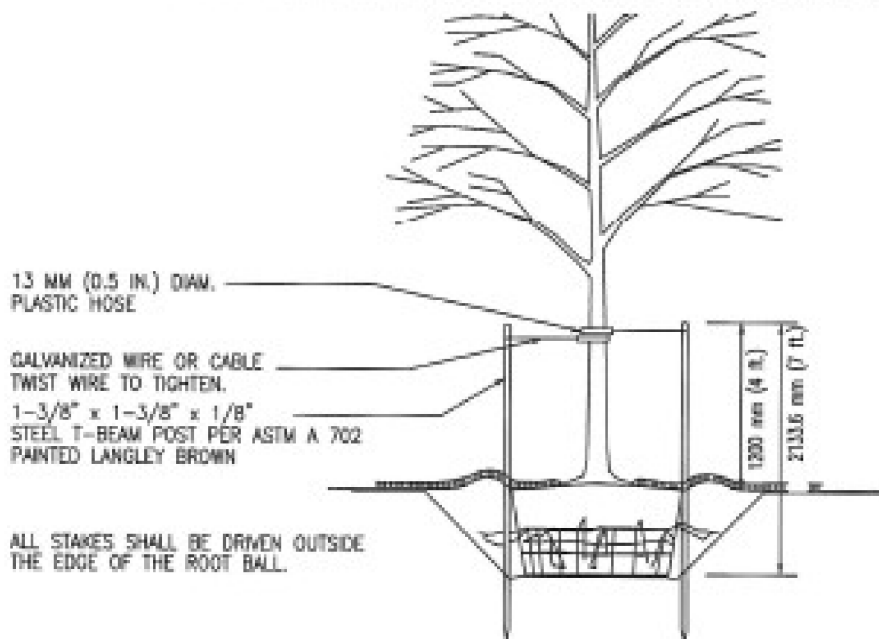 13 MM (0.5 IN.) DIAM.
PLASTIC HOSE
GALVANIZED WIRE OR CABLE
TWIST WIRE TO TIGHTEN.
1-3/8" x 1-3/8" x 1/8"
STEEL T-BEAM POST PER ASTM A 702
PAINTED LANGLEY BROWN
ALL STAKES SHALL BE DRIVEN OUTSIDE
THE EDGE OF THE ROOT BALL.
1200 mm (4 ft.)
2133.6 mm (7 ft.)